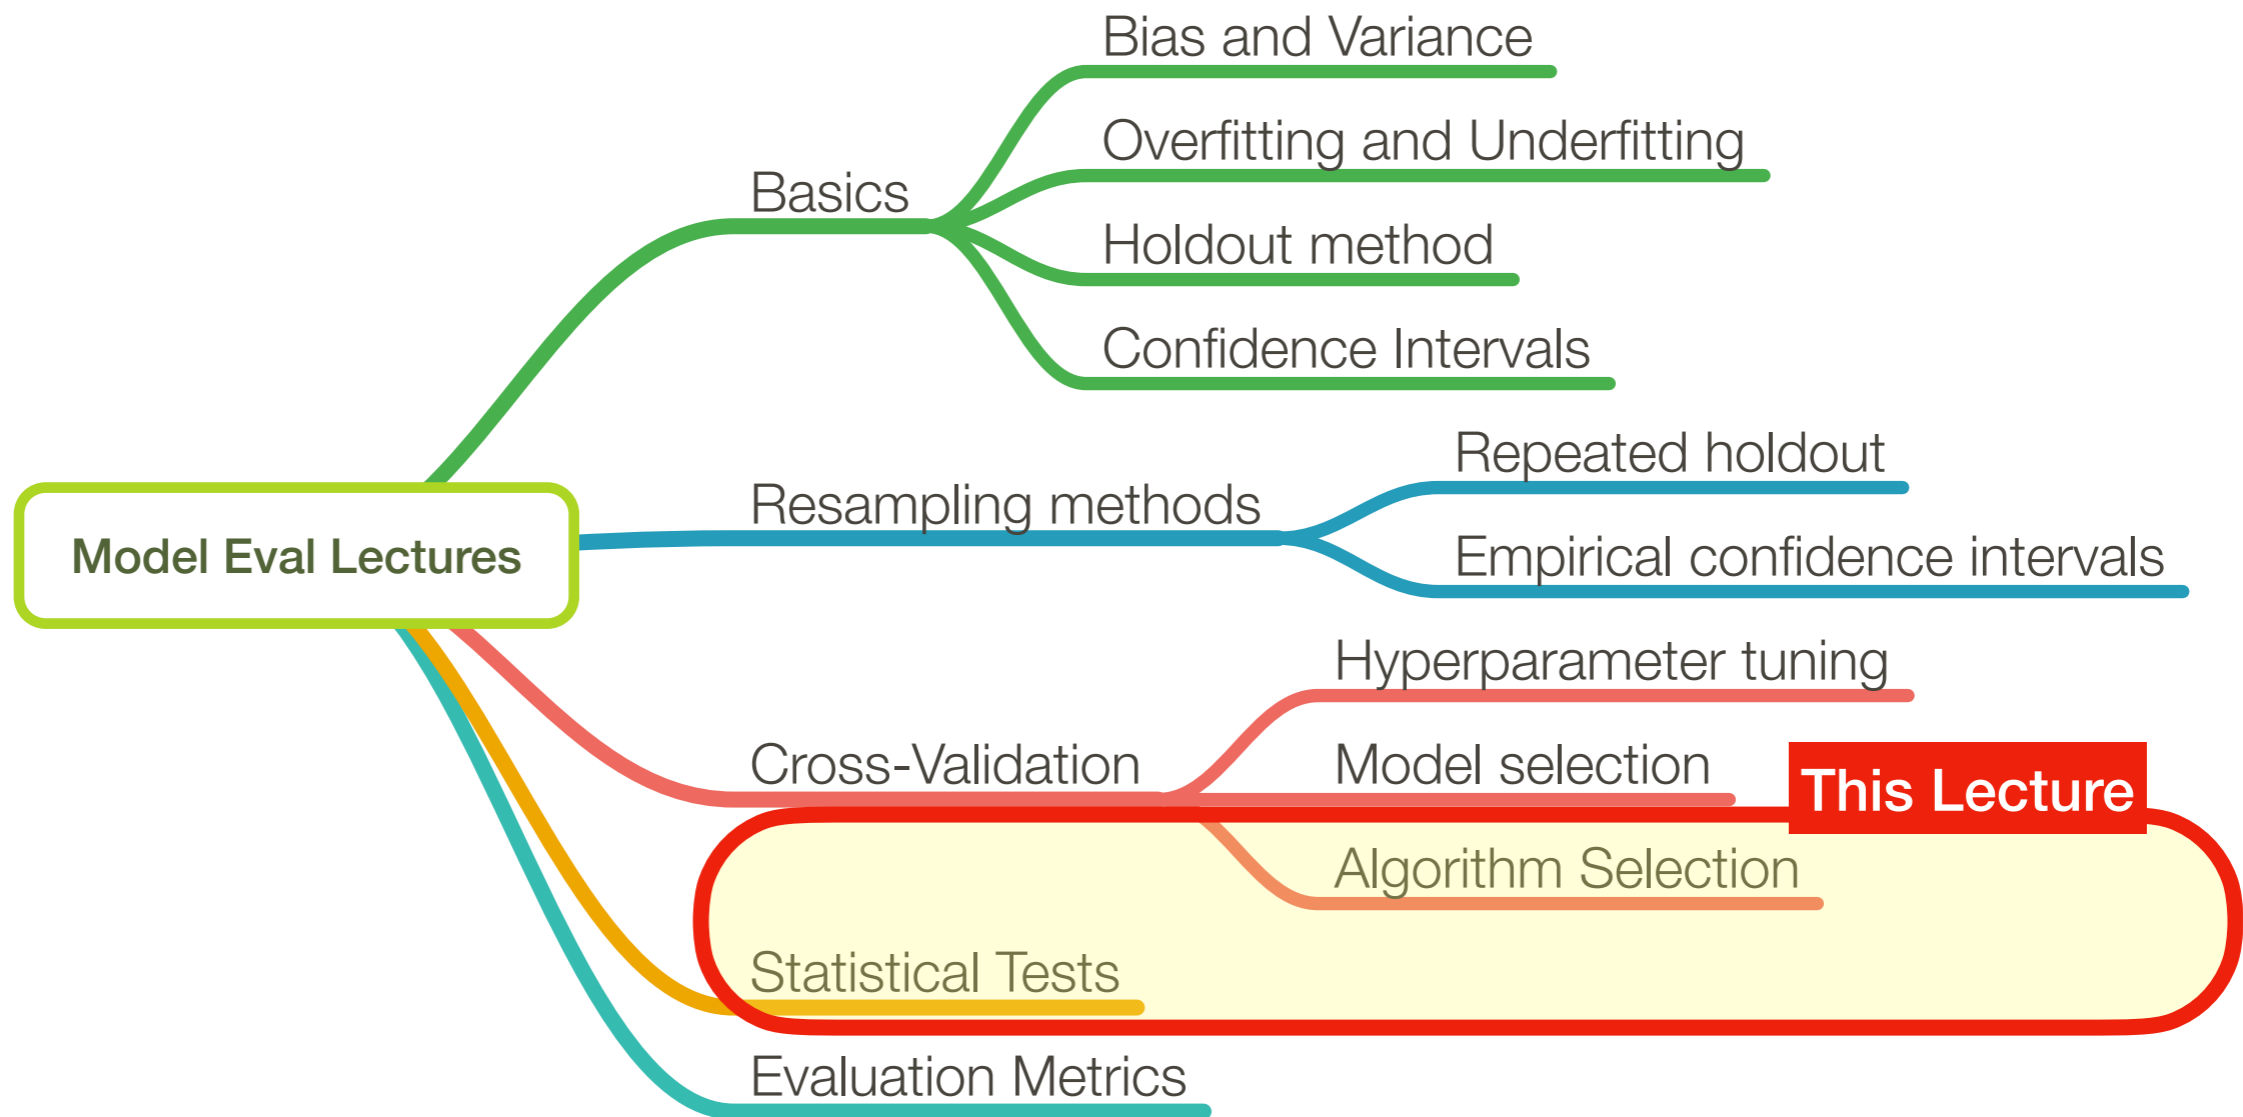 Model Eval Lectures
Basics
Bias and Variance
Overfitting and Underfitting
Holdout method
Confidence Intervals
Resampling methods
Repeated holdout
Empirical confidence intervals
Cross-Validation
Hyperparameter tuning
Model selection
This Lecture
Algorithm Selection
Statistical Tests
Evaluation Metrics